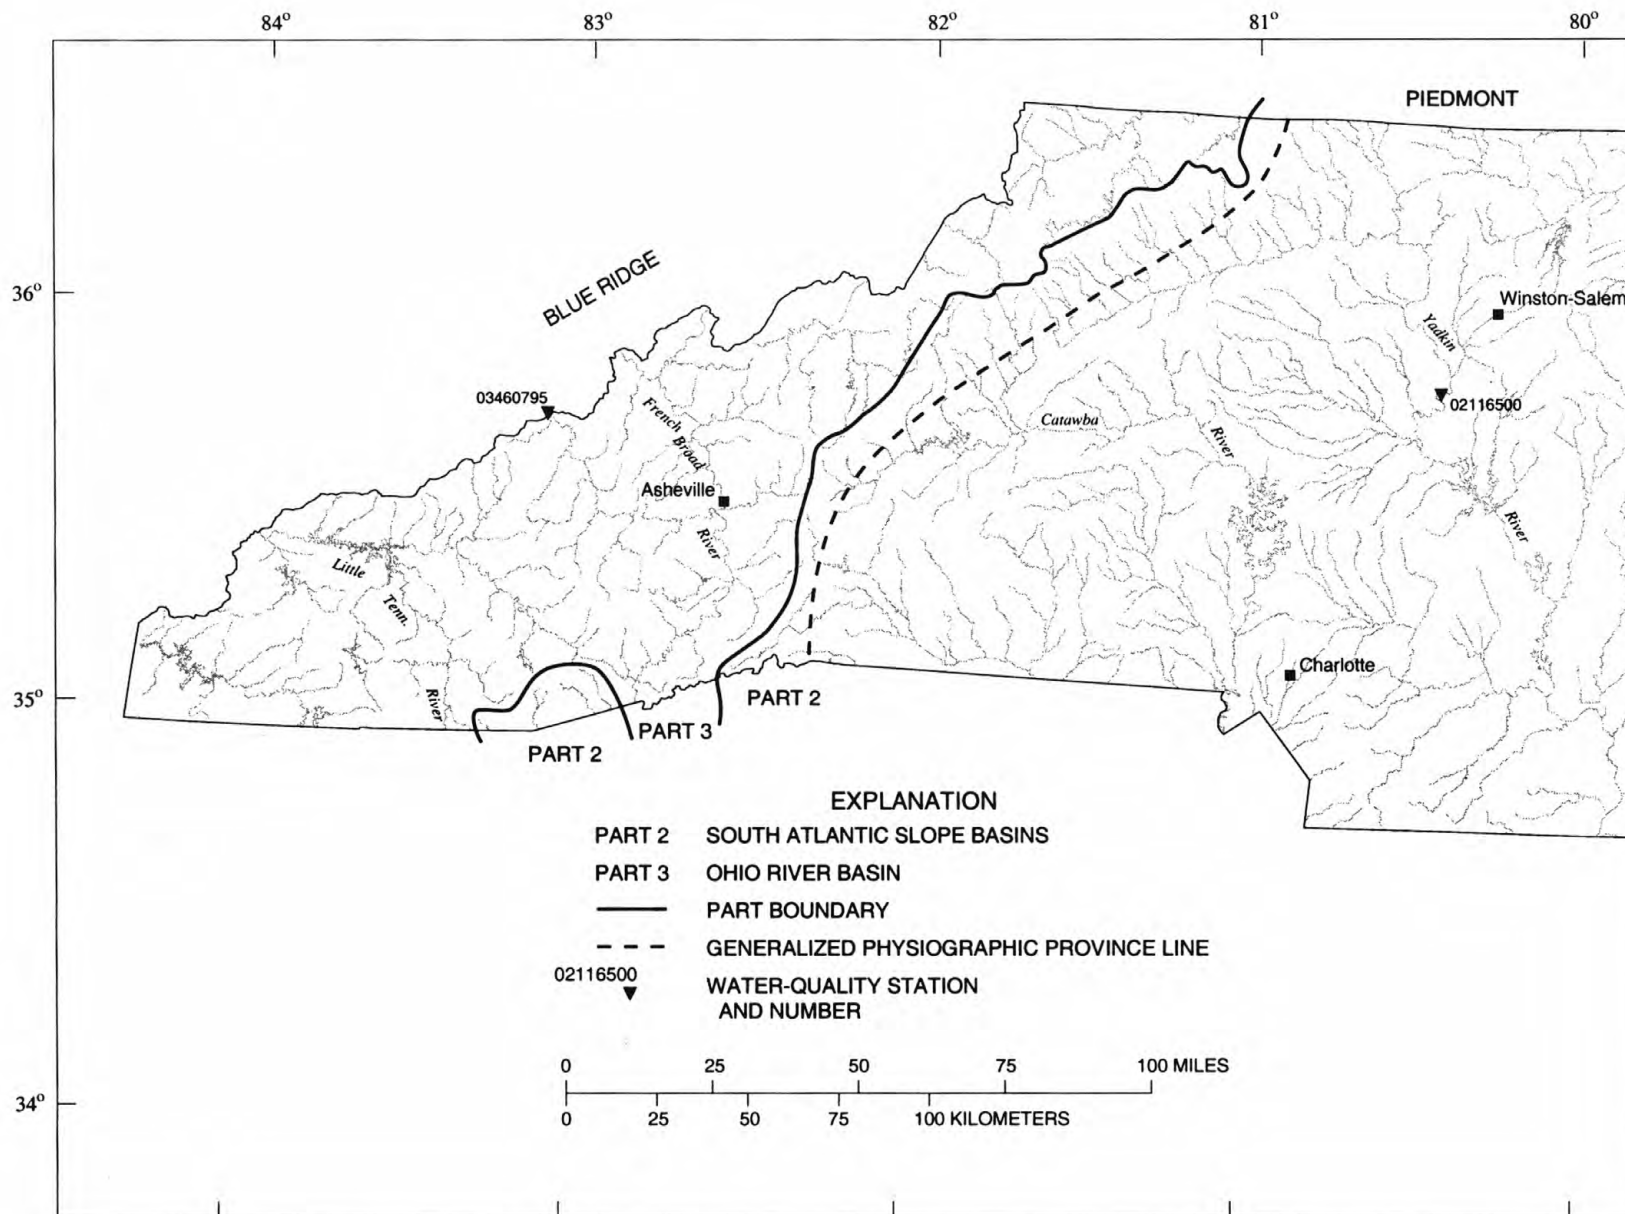 84°
83°
82°
81°
80°
PIEDMONT
BLUE RIDGE
36°
Winston-Salem
Yadkin
03460795
02116500
French
Broad
Catawba
River
Asheville
River
River
Little
Tenn.
River
Charlotte
35°
PART 2
PART 3
PART 2
EXPLANATION
PART 2 SOUTH ATLANTIC SLOPE BASINS
PART 3 OHIO RIVER BASIN
PART BOUNDARY
GENERALIZED PHYSIOGRAPHIC PROVINCE LINE
02116500
WATER-QUALITY STATION
AND NUMBER
0 25 50 75 100 MILES
34°
0 25 50 75 100 KILOMETERS